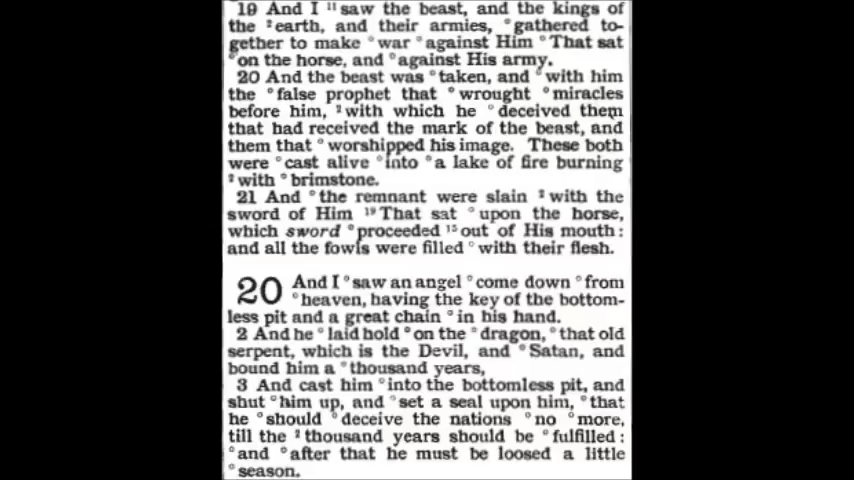 19 And I ¹¹ saw the beast, and the kings of
the ² earth, and their armies, °gathered to-
gether to make °war °against Him °That sat
°on the horse, and °against His army.
20 And the beast was °taken, and °with him
the °false prophet that °wrought °miracles
before him, ² with which he °deceived them
that had received the mark of the beast, and
them that °worshipped his image. These both
were °cast alive °into °a lake of fire burning
² with °brimstone.
21 And °the remnant were slain ² with the
sword of Him ¹⁹ That sat °upon the horse,
which sword °proceeded ¹⁵ out of His mouth:
and all the fowls were filled °with their flesh.
20 And I °saw an angel °come down °from
°heaven, having the key of the bottom-
less pit and a great chain °in his hand.
2 And he °laid hold °on the °dragon, °that old
serpent, which is the Devil, and °Satan, and
bound him a °thousand years,
3 And cast him °into the bottomless pit, and
shut °him up, and °set a seal upon him, °that
he °should °deceive the nations °no °more,
till the ² thousand years should be °fulfilled:
°and °after that he must be loosed a little
°season.